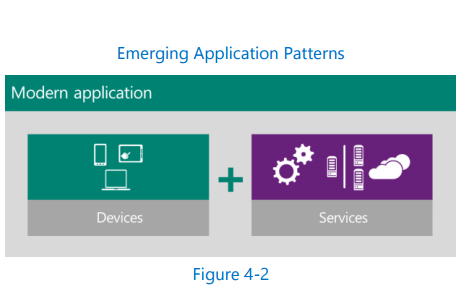 Emerging Application Patterns
Modern application
Devices
Services
Figure 4-2